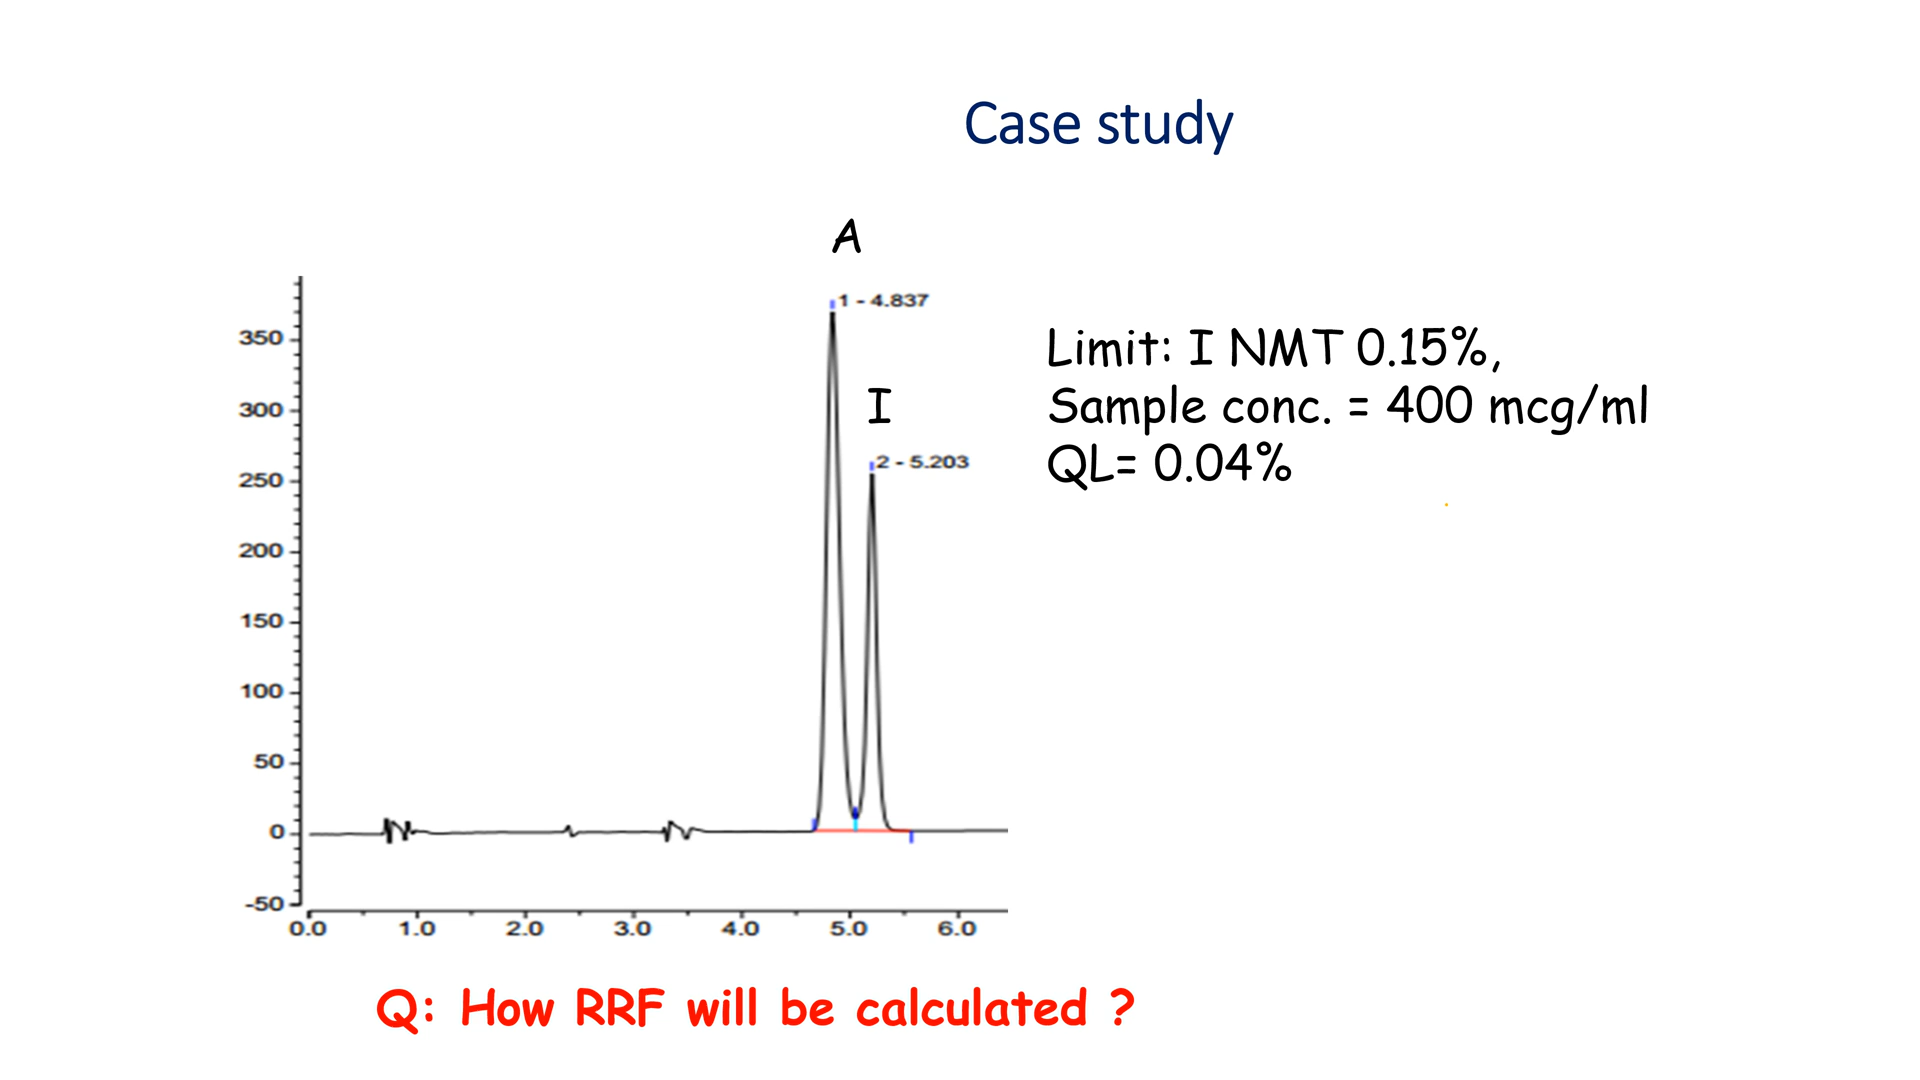 Case study
A
1 - 4.837
I
2 - 5.203
Limit: I NMT 0.15%,
Sample conc. = 400 mcg/ml
QL= 0.04%
350
300
250
200
150
100
50
0
-50
0.0 1.0 2.0 3.0 4.0 5.0 6.0
Q: How RRF will be calculated ?